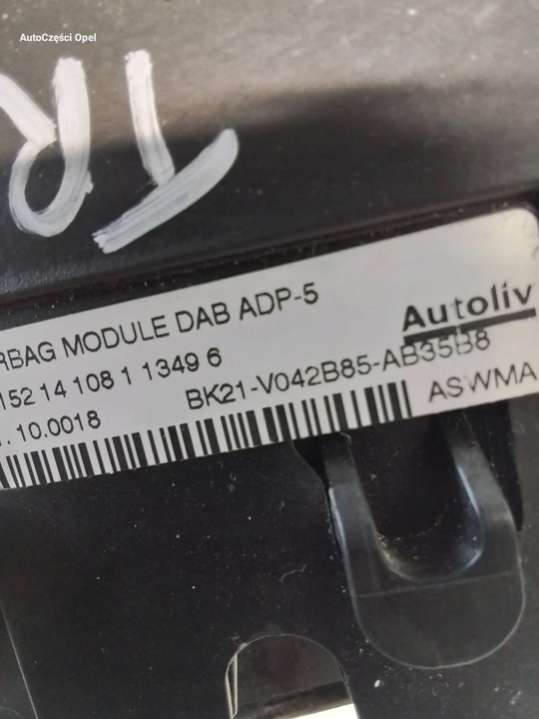 AutoCzęści Opel
TR
RBAG MODULE DAB ADP-5
Autoliv
152 14 108 1 1349 6
BK21-V042B85-AB35B8
. 10.0018
ASWMA